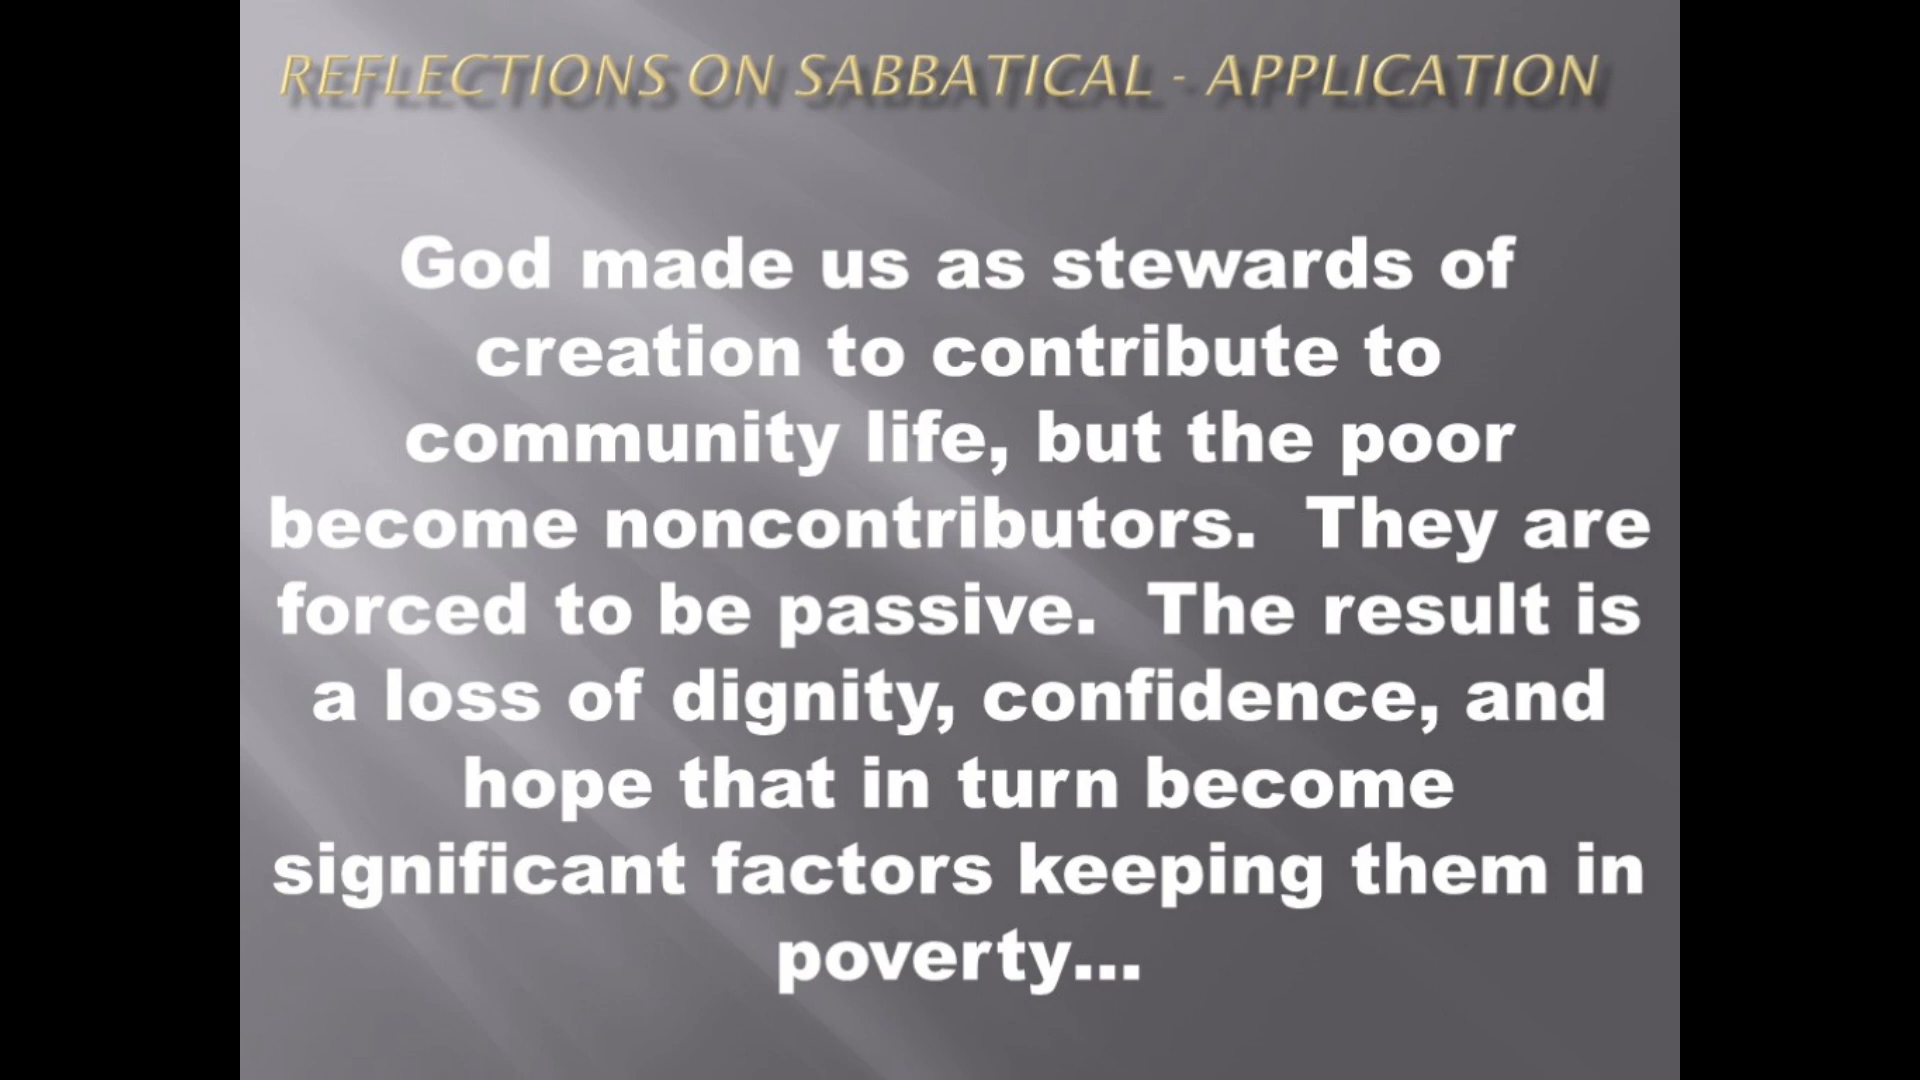 REFLECTIONS ON SABBATICAL - APPLICATION
God made us as stewards of
creation to contribute to
community life, but the poor
become noncontributors.  They are
forced to be passive.  The result is
a loss of dignity, confidence, and
hope that in turn become
significant factors keeping them in
poverty...